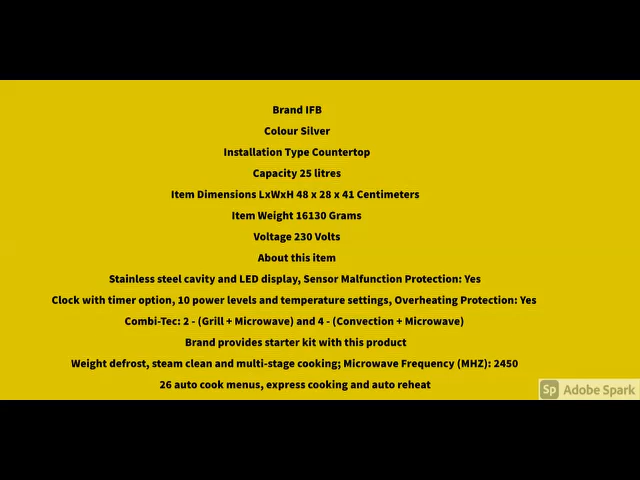 Brand IFB
Colour Silver
Installation Type Countertop
Capacity 25 litres
Item Dimensions LxWxH 48 x 28 x 41 Centimeters
Item Weight 16130 Grams
Voltage 230 Volts
About this item
Stainless steel cavity and LED display, Sensor Malfunction Protection: Yes
Clock with timer option, 10 power levels and temperature settings, Overheating Protection: Yes
Combi-Tec: 2 - (Grill + Microwave) and 4 - (Convection + Microwave)
Brand provides starter kit with this product
Weight defrost, steam clean and multi-stage cooking; Microwave Frequency (MHZ): 2450
26 auto cook menus, express cooking and auto reheat
Sp Adobe Spark